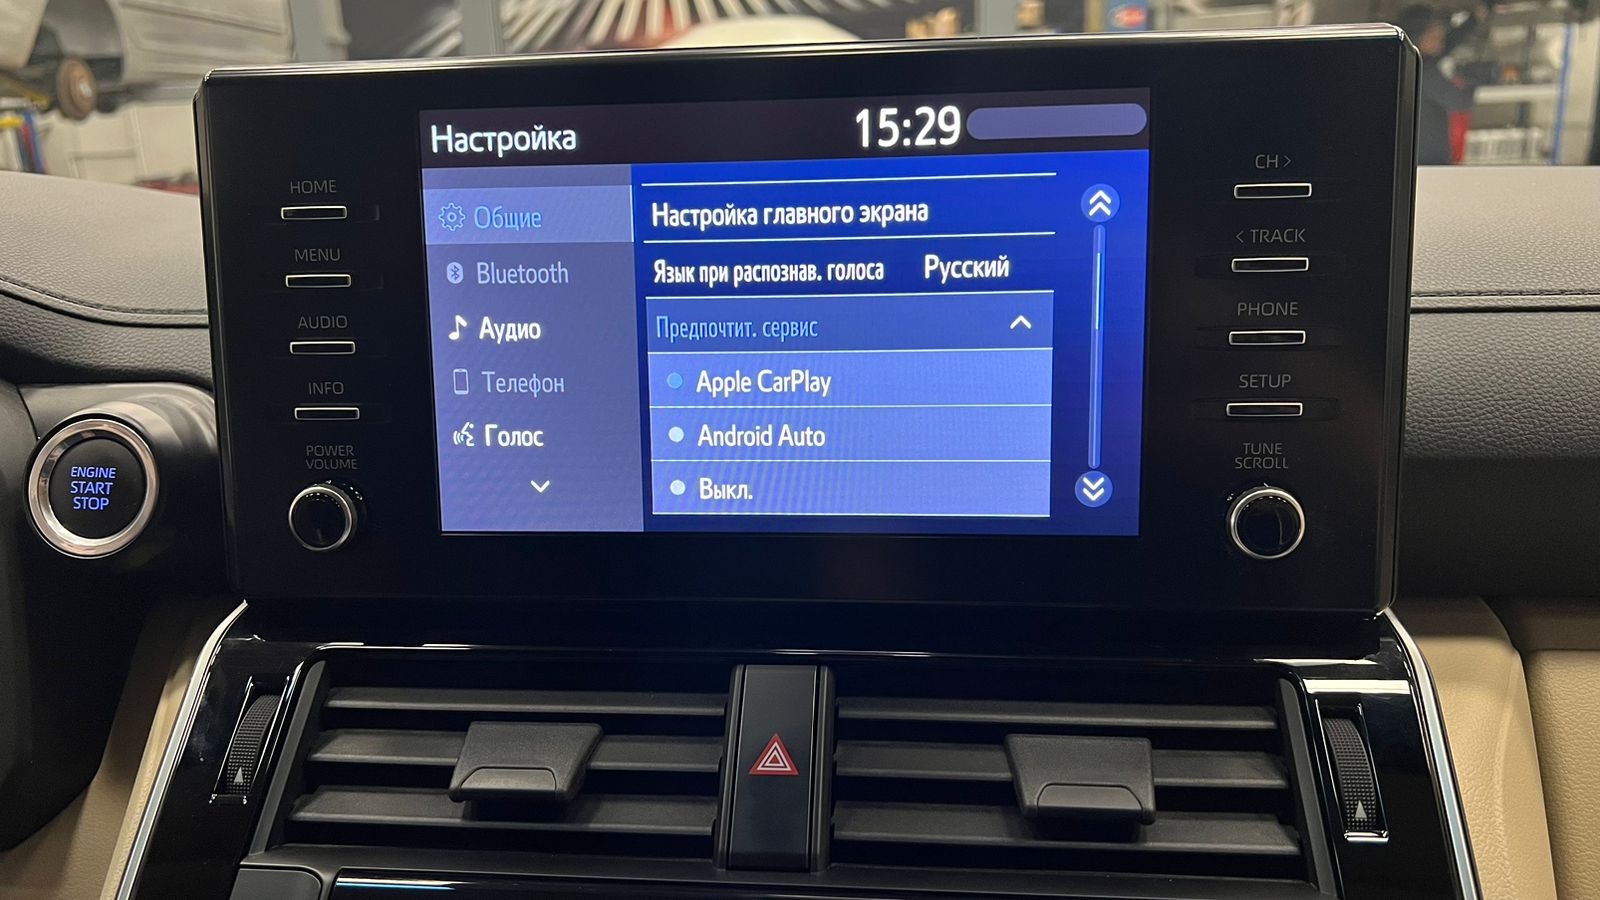 Настройка
15:29
Общие
Bluetooth
Аудио
Телефон
Голос
Настройка главного экрана
Язык при распознав. голоса
Русский
Предпочтит. сервис
Apple CarPlay
Android Auto
Выкл.
HOME
MENU
AUDIO
INFO
POWER
VOLUME
CH >
< TRACK
PHONE
SETUP
TUNE
SCROLL
ENGINE
START
STOP